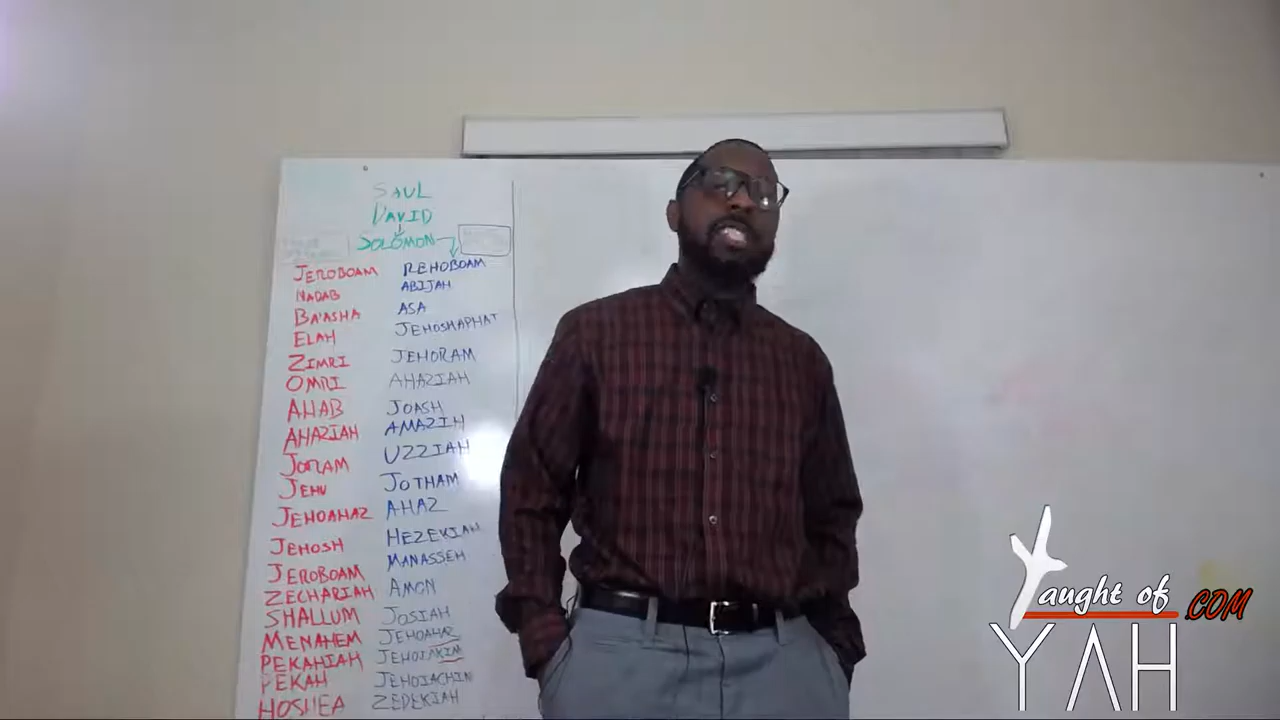 SAUL
DAVID
SOLOMON
JEROBOAM REHOBOAM
NADAB ABIJAH
BA'ASHA ASA
ELAH JEHOSHAPHAT
ZIMRI JEHORAM
OMRI AHAZIAH
AHAB JOASH
AHAZIAH AMAZIH
JORAM UZZIAH
JEHU JOTHAM
JEHOAHAZ AHAZ
JEHOSH HEZEKIAH
JEROBOAM MANASSEH
ZECHARIAH AMON
SHALLUM JOSIAH
MENAHEM JEHOAHAZ
PEKAHIAH JEHOIAKIM
PEKAH JEHOIACHIN
HOSHEA ZEDEKIAH
Yaught of .COM
YAH